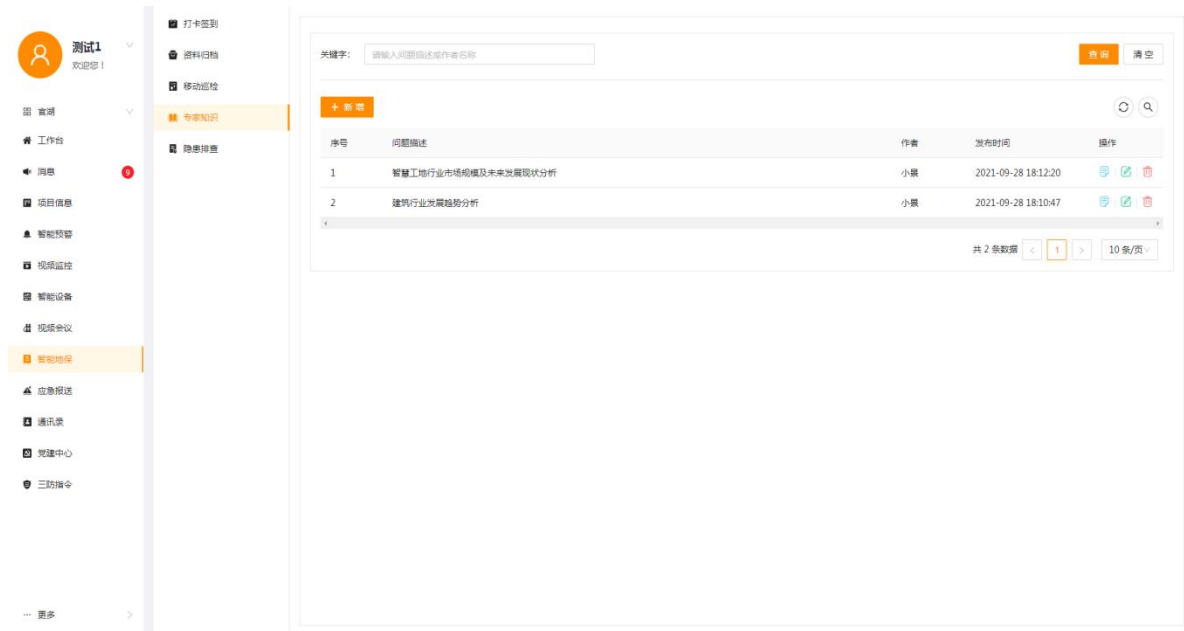 测试1
欢迎您！
官湖
工作台
消息
9
项目信息
智能预警
视频监控
智能设备
视频会议
智能地保
应急报送
通讯录
党建中心
三防指令
更多
打卡签到
资料归档
移动巡检
专家知识
隐患排查
关键字： 请输入问题描述或作者名称 查询 清空
+ 新增
序号 问题描述 作者 发布时间 操作
1 智慧工地行业市场规模及未来发展现状分析 小景 2021-09-28 18:12:20
2 建筑行业发展趋势分析 小景 2021-09-28 18:10:47
共 2 条数据 < 1 > 10 条/页